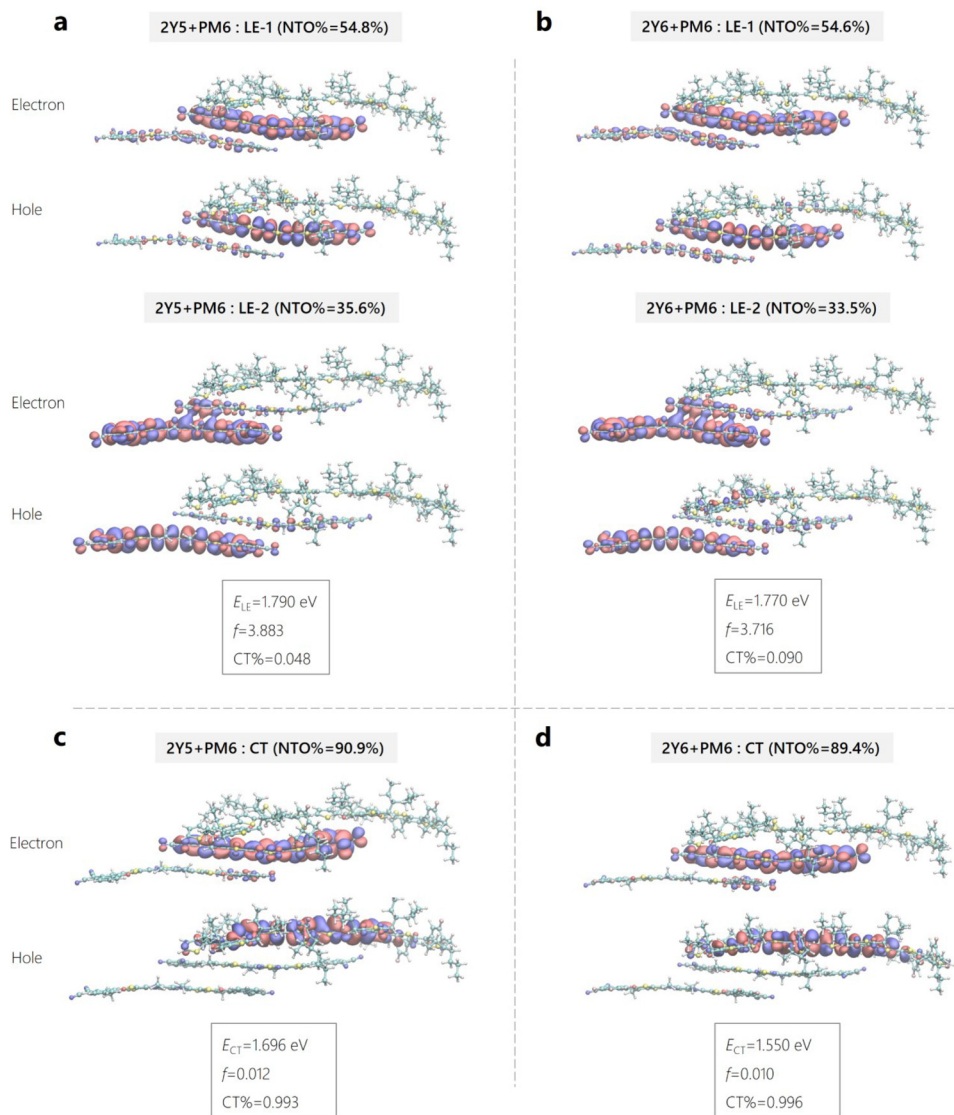 a
2Y5+PM6 : LE-1 (NTO%=54.8%)
Electron
Hole
2Y5+PM6 : LE-2 (NTO%=35.6%)
Electron
Hole
E_LE=1.790 eV
f=3.883
CT%=0.048
b
2Y6+PM6 : LE-1 (NTO%=54.6%)
2Y6+PM6 : LE-2 (NTO%=33.5%)
E_LE=1.770 eV
f=3.716
CT%=0.090
c
2Y5+PM6 : CT (NTO%=90.9%)
Electron
Hole
E_CT=1.696 eV
f=0.012
CT%=0.993
d
2Y6+PM6 : CT (NTO%=89.4%)
E_CT=1.550 eV
f=0.010
CT%=0.996